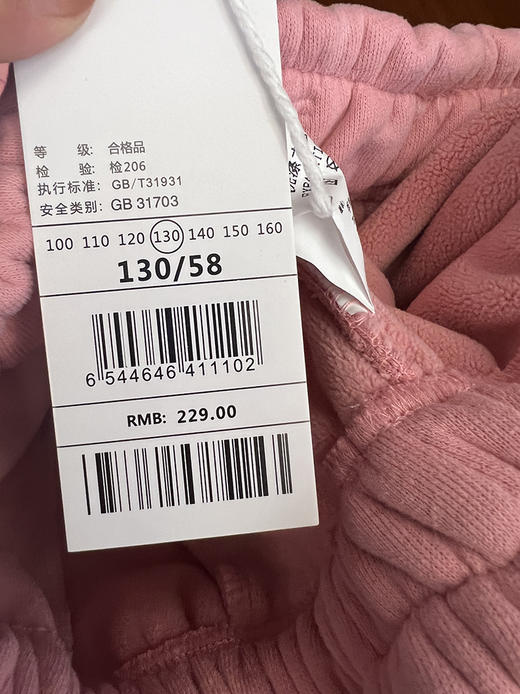 等 级: 合格品
检 验: 检206
执行标准: GB/T31931
安全类别: GB 31703
100 110 120 130 140 150 160
130/58
6 544646 411102
RMB: 229.00